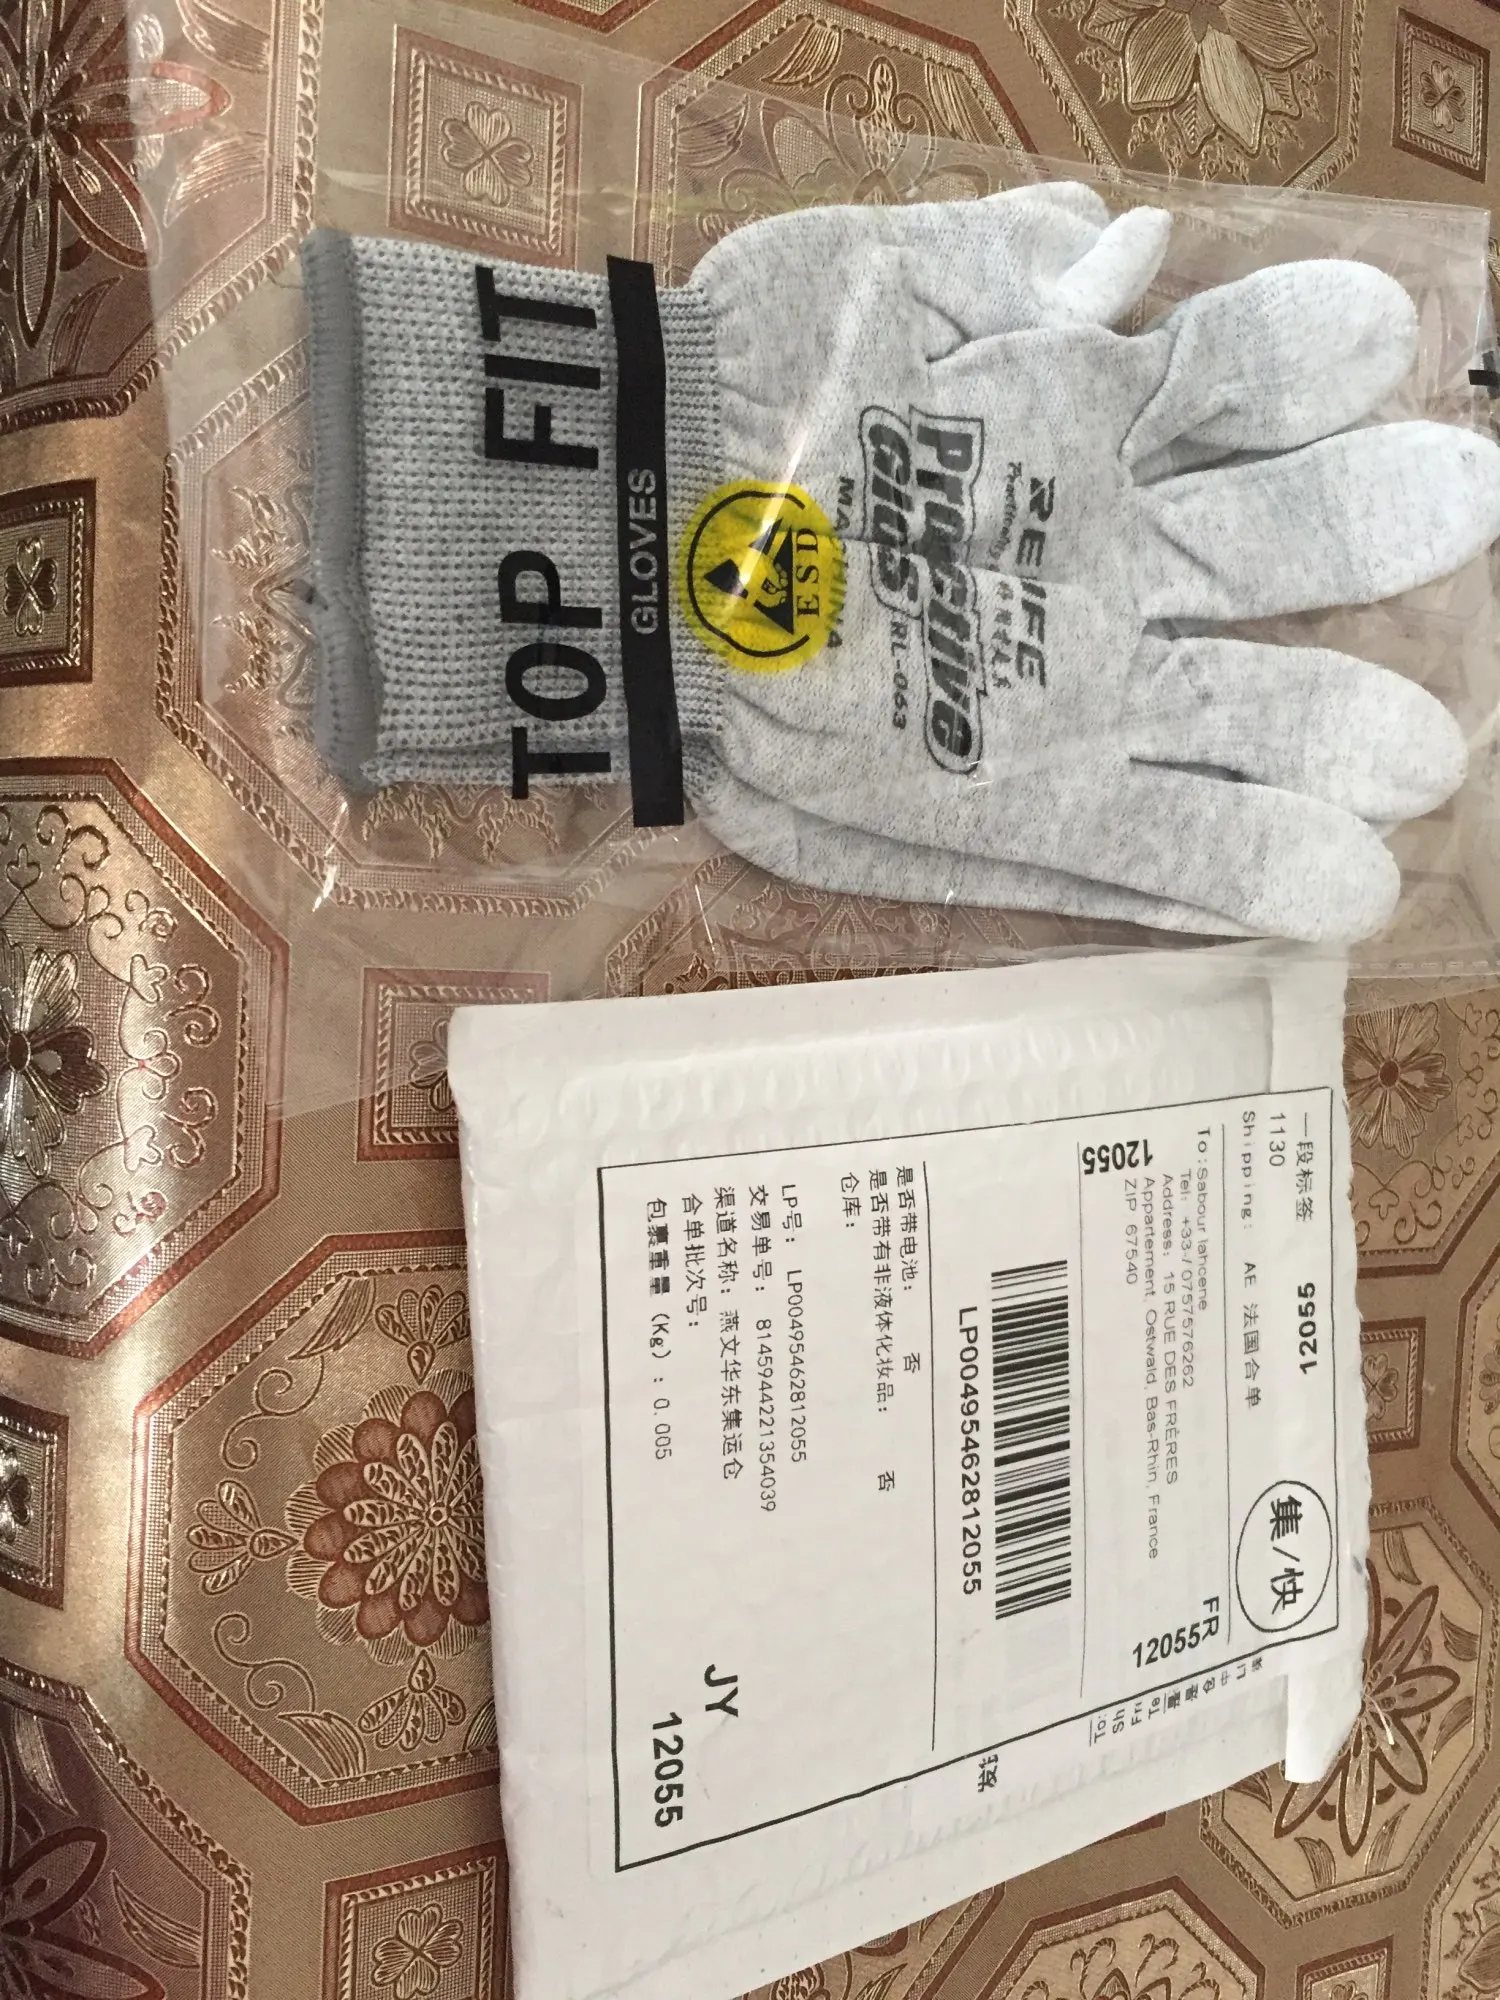 TOP FIT
GLOVES
ESD
MA CHINA
REIFE
Protective
Glos RL-063
一段标签
12055
1130
Shipping: AE 法国合单
集/快
To:Sabour lahcene
Tel: +33-/0757576262
Address: 15 RUE DES FRÈRES
Appartement, Ostwald, Bas-Rhin, France
ZIP 67540
12055
FR
12055
LP00495462812055
是否带电池: 否
是否带有非液体化妆品: 否
仓库:
LP号: LP00495462812055
交易单号: 8145944221354039
渠道名称: 燕文华东集运仓
合单批次号:
包裹重量 (Kg) : 0.005
JY
12055